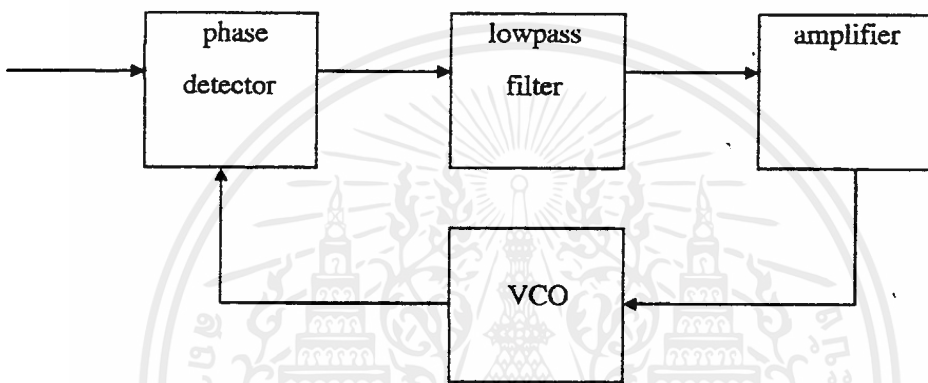 phase
detector
lowpass
filter
amplifier
VCO